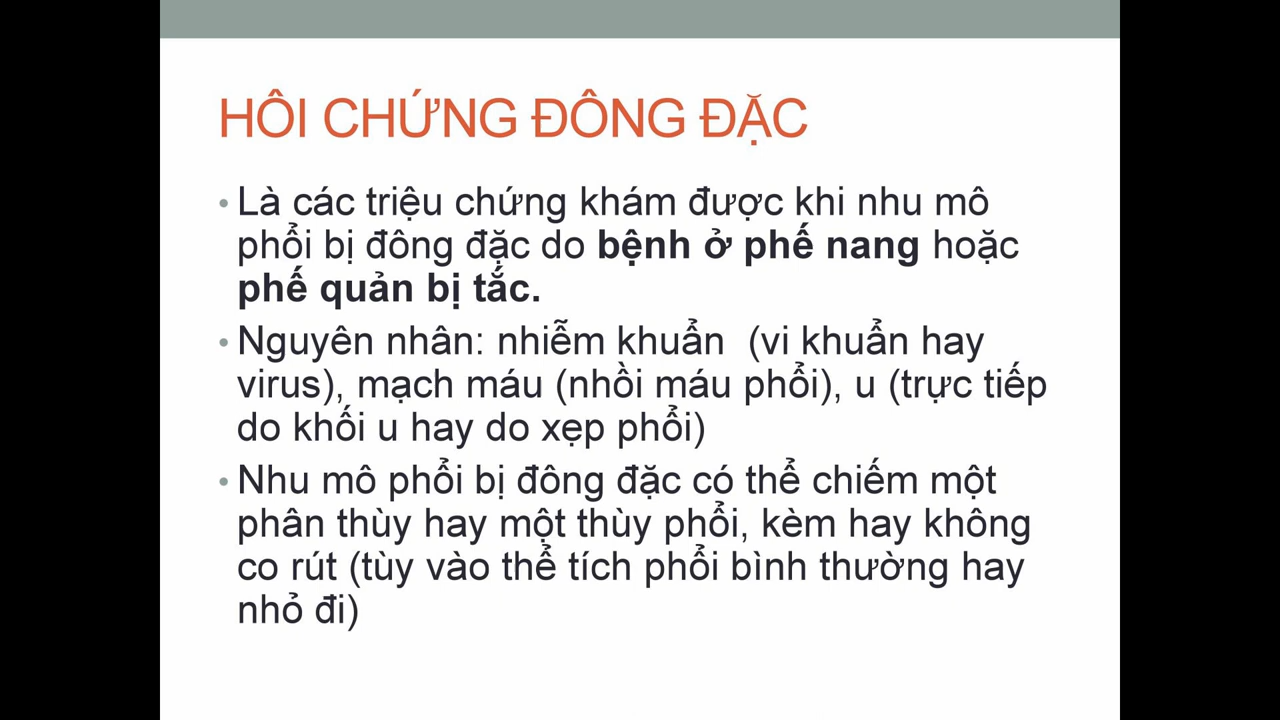 HÔI CHỨNG ĐÔNG ĐẶC
• Là các triệu chứng khám được khi nhu mô
phổi bị đông đặc do bệnh ở phế nang hoặc
phế quản bị tắc.
• Nguyên nhân: nhiễm khuẩn  (vi khuẩn hay
virus), mạch máu (nhồi máu phổi), u (trực tiếp
do khối u hay do xẹp phổi)
• Nhu mô phổi bị đông đặc có thể chiếm một
phân thùy hay một thùy phổi, kèm hay không
co rút (tùy vào thể tích phổi bình thường hay
nhỏ đi)